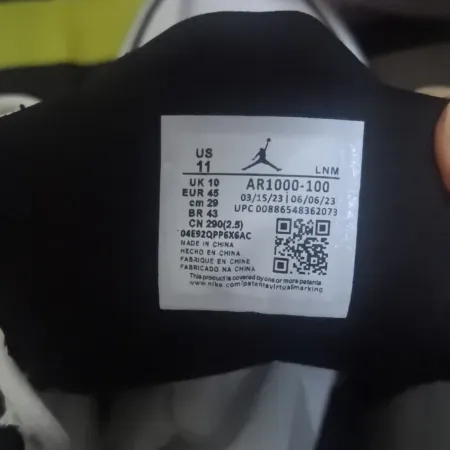 US
11
LNM
UK 10
EUR 45
cm 29
BR 43
CN 290(2.5)
AR1000-100
03/15/23 | 06/06/23
UPC 00886548362073
04E92QPP6X6AC
MADE IN CHINA
HECHO EN CHINA
FABRIQUE EN CHINE
FABRICADO NA CHINA
This product is covered by one or more patents
www.nike.com/patentsvirtualmarking